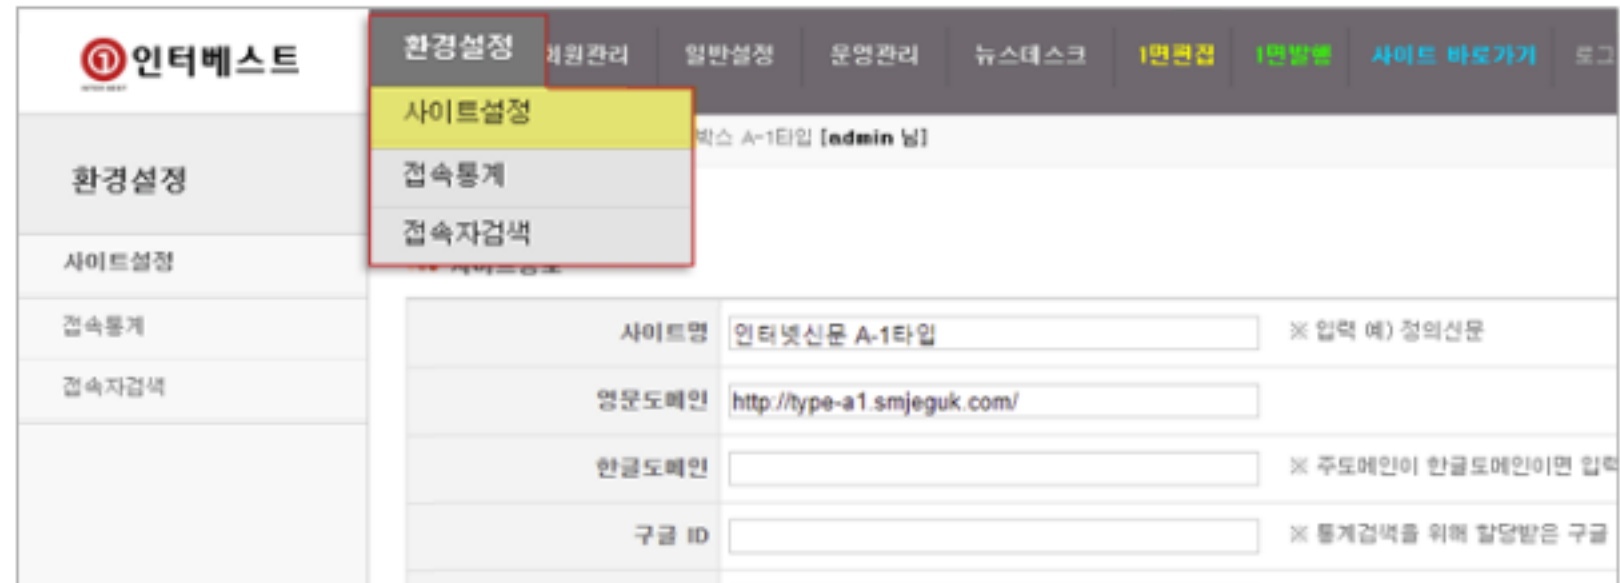 인터베스트
환경설정 회원관리 일반설정 운영관리 뉴스데스크 1면편집 1면발행 사이트 바로가기 로그
사이트설정
접속통계
접속자검색
박스 A-1타입 [admin 님]
환경설정
사이트설정
접속통계
접속자검색
사이트정보
사이트명 인터넷신문 A-1타입 ※ 입력 예) 정의신문
영문도메인 http://type-a1.smjeguk.com/
한글도메인 ※ 주도메인이 한글도메인이면 입력
구글 ID ※ 통계검색을 위해 할당받은 구글